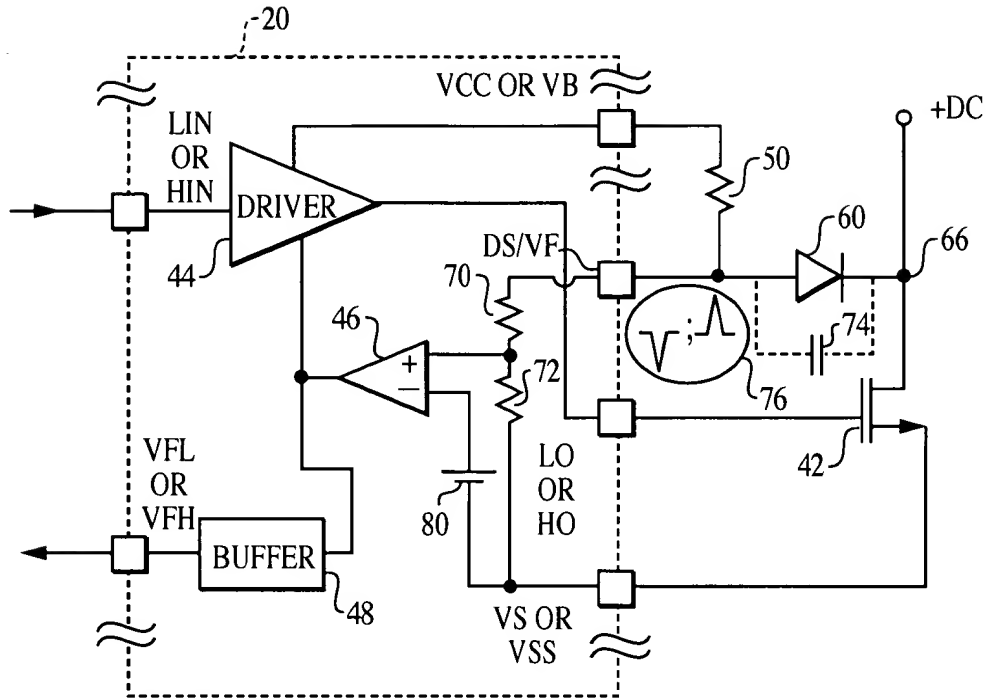 20
VCC OR VB
+DC
LIN
OR
HIN
50
DRIVER
60
44
DS/VF
66
70
46
74
+
;
−
72
76
42
VFL
OR
VFH
LO
OR
HO
80
BUFFER
48
VS OR
VSS